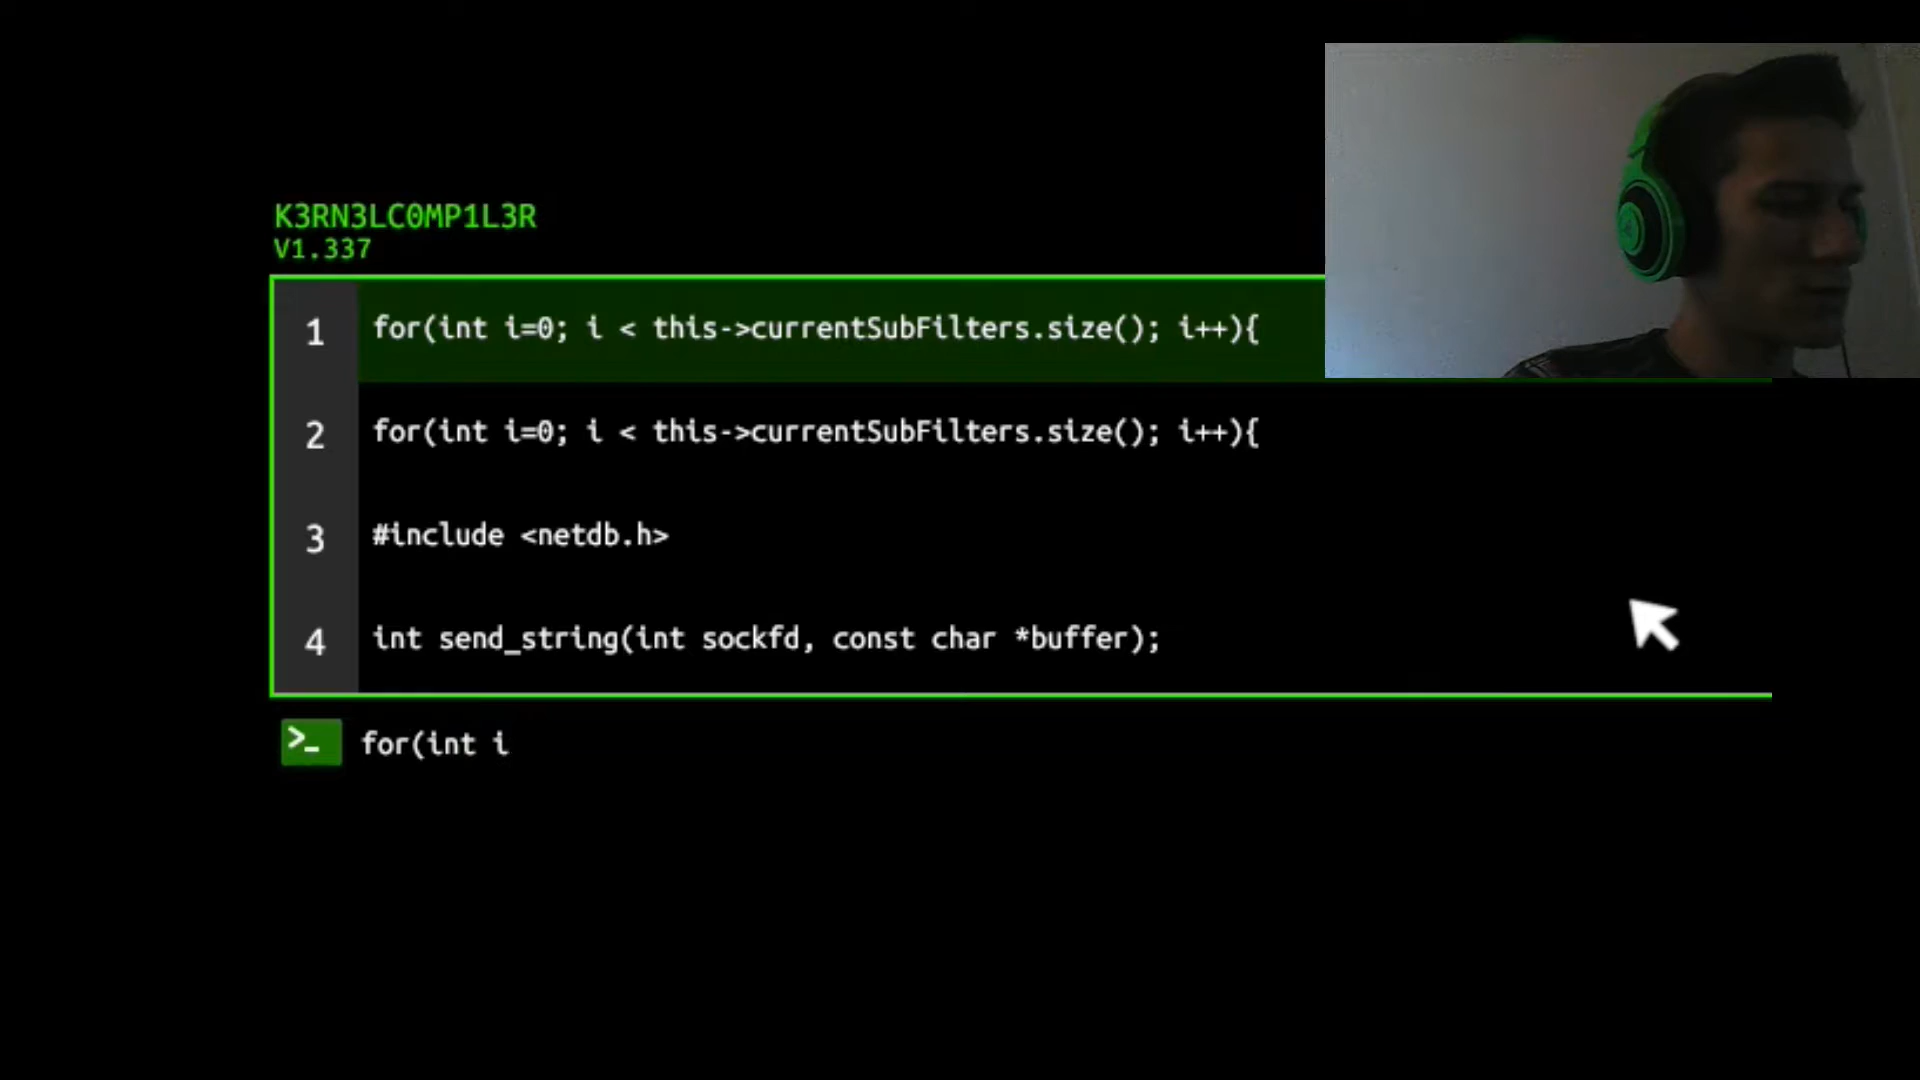 K3RN3LC0MP1L3R
V1.337
1 for(int i=0; i < this->currentSubFilters.size(); i++){
2 for(int i=0; i < this->currentSubFilters.size(); i++){
3 #include <netdb.h>
4 int send_string(int sockfd, const char *buffer);
>_ for(int i